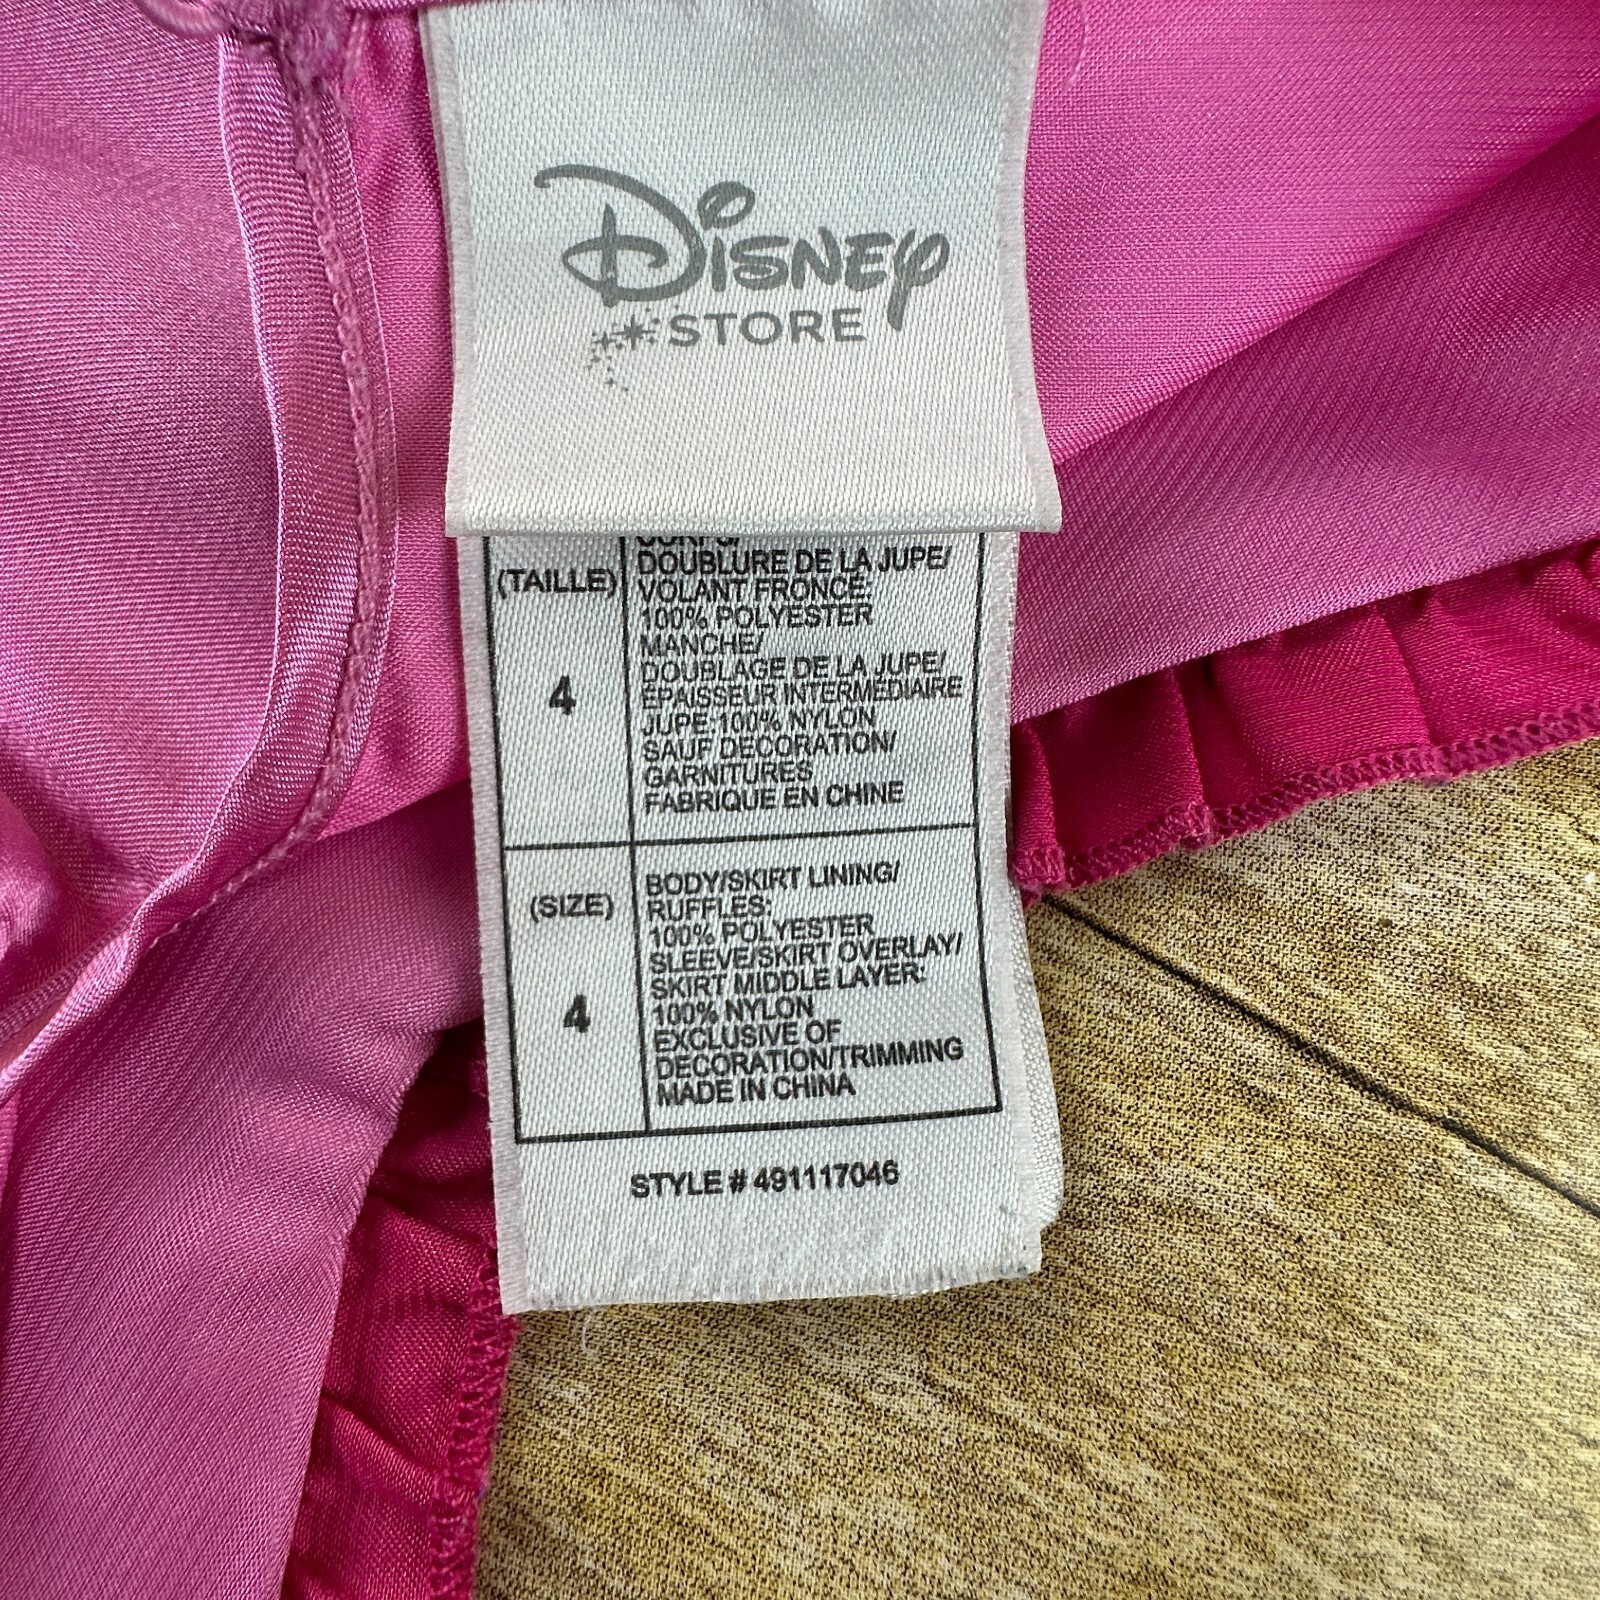 Disney
STORE
(TAILLE)
4
DOUBLURE DE LA JUPE/
VOLANT FRONCÉ:
100% POLYESTER
MANCHE/
DOUBLAGE DE LA JUPE/
ÉPAISSEUR INTERMÉDIAIRE
JUPE:100% NYLON
SAUF DECORATION/
GARNITURES
FABRIQUE EN CHINE
(SIZE)
4
BODY/SKIRT LINING/
RUFFLES:
100% POLYESTER
SLEEVE/SKIRT OVERLAY/
SKIRT MIDDLE LAYER:
100% NYLON
EXCLUSIVE OF
DECORATION/TRIMMING
MADE IN CHINA
STYLE # 491117046